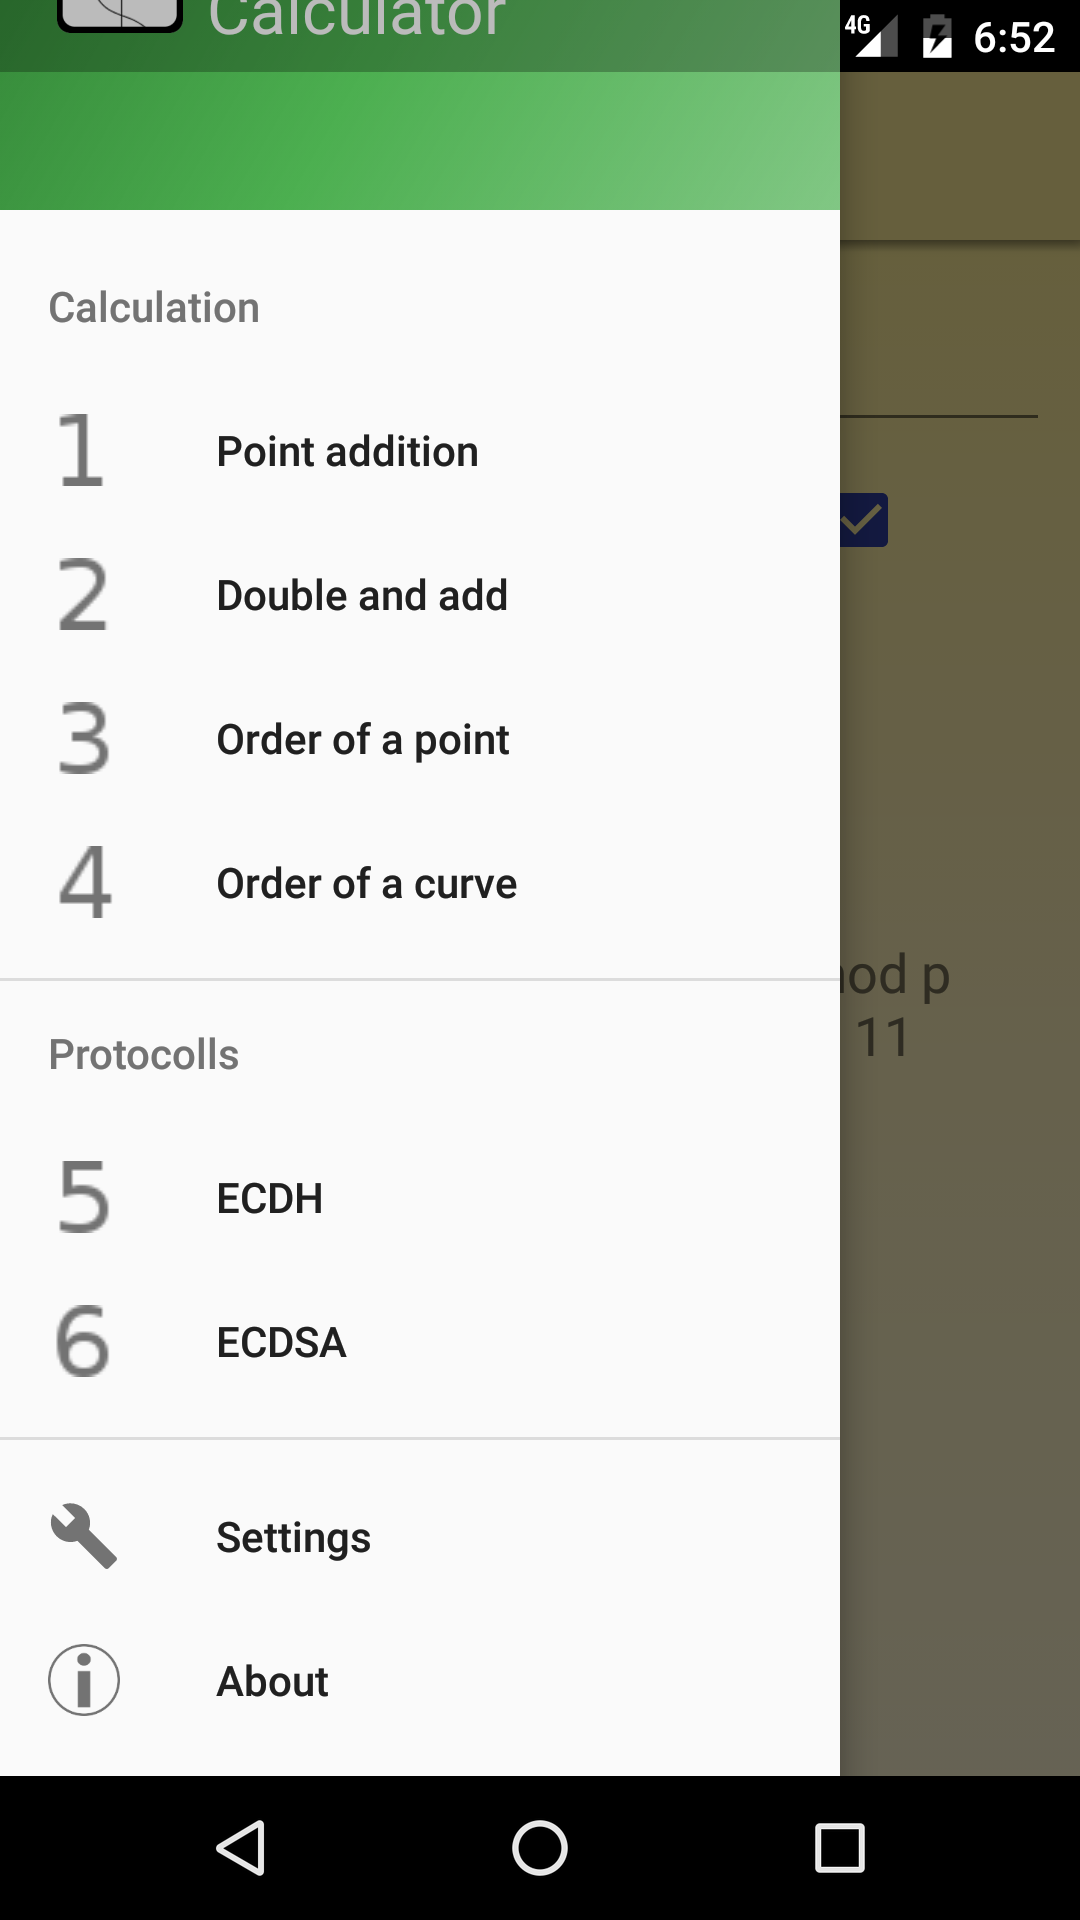 Calculator
4G 6:52
Calculation
1 Point addition
2 Double and add
3 Order of a point
4 Order of a curve
mod p
11
Protocolls
5 ECDH
6 ECDSA
Settings
About